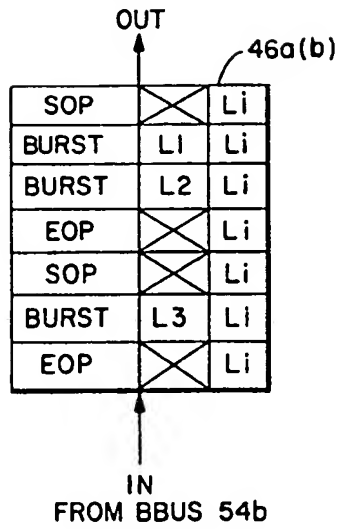 OUT
46a(b)
SOP Li
BURST L1 Li
BURST L2 Li
EOP Li
SOP Li
BURST L3 Li
EOP Li
IN
FROM BBUS 54b